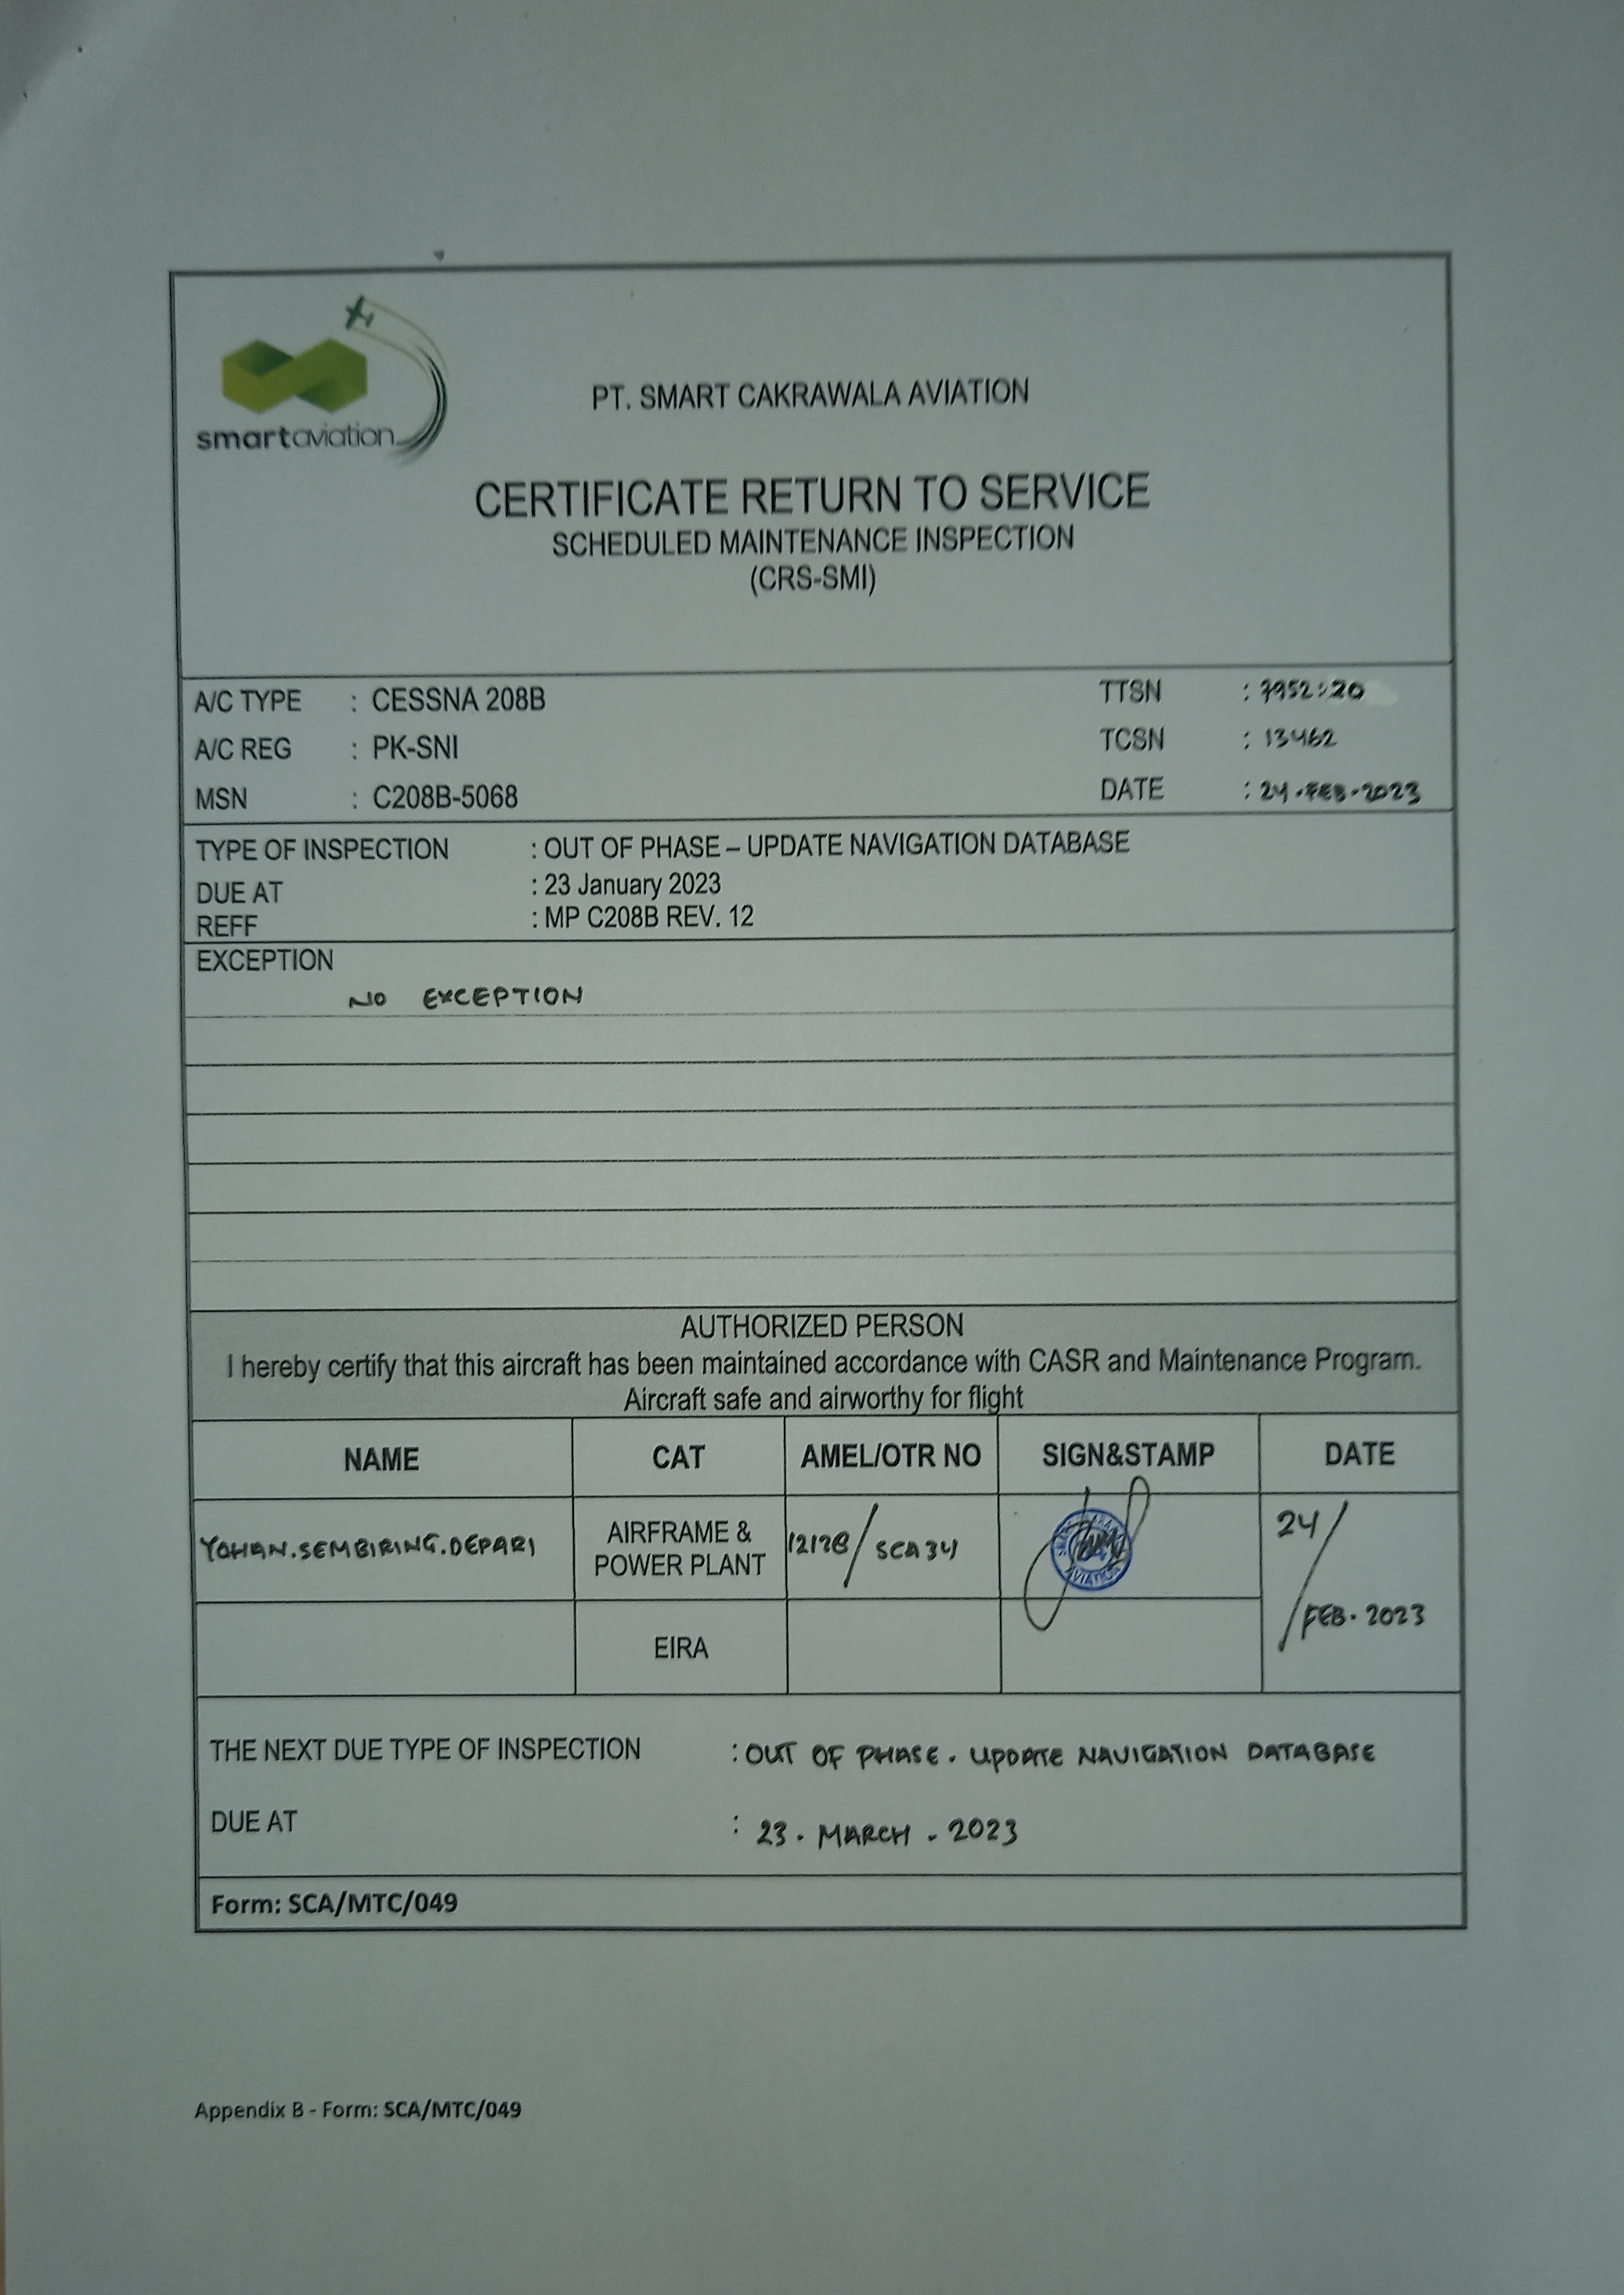 smartaviation
PT. SMART CAKRAWALA AVIATION
CERTIFICATE RETURN TO SERVICE
SCHEDULED MAINTENANCE INSPECTION
(CRS-SMI)
A/C TYPE : CESSNA 208B TTSN : 7952:20
A/C REG : PK-SNI TCSN : 13462
MSN : C208B-5068 DATE : 24-FEB-2023
TYPE OF INSPECTION : OUT OF PHASE – UPDATE NAVIGATION DATABASE
DUE AT : 23 January 2023
REFF : MP C208B REV. 12
EXCEPTION
NO EXCEPTION
AUTHORIZED PERSON
I hereby certify that this aircraft has been maintained accordance with CASR and Maintenance Program.
Aircraft safe and airworthy for flight
NAME CAT AMEL/OTR NO SIGN&STAMP DATE
YOHAN.SEMBIRING.DEPARI AIRFRAME & POWER PLANT / SCA34 AVIATION 24/FEB.2023
EIRA
THE NEXT DUE TYPE OF INSPECTION : OUT OF PHASE. UPDATE NAVIGATION DATABASE
DUE AT : 23. MARCH - 2023
Form: SCA/MTC/049
Appendix B - Form: SCA/MTC/049